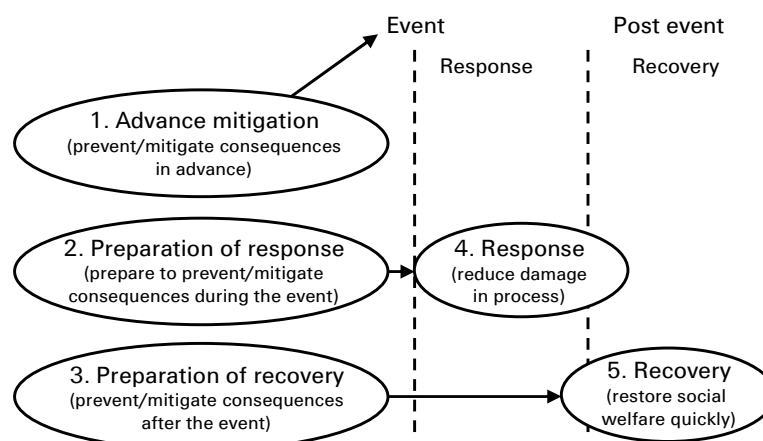 Event
Post event
Response
Recovery
1. Advance mitigation
(prevent/mitigate consequences
in advance)
2. Preparation of response
(prepare to prevent/mitigate
consequences during the event)
4. Response
(reduce damage
in process)
3. Preparation of recovery
(prevent/mitigate consequences
after the event)
5. Recovery
(restore social
welfare quickly)